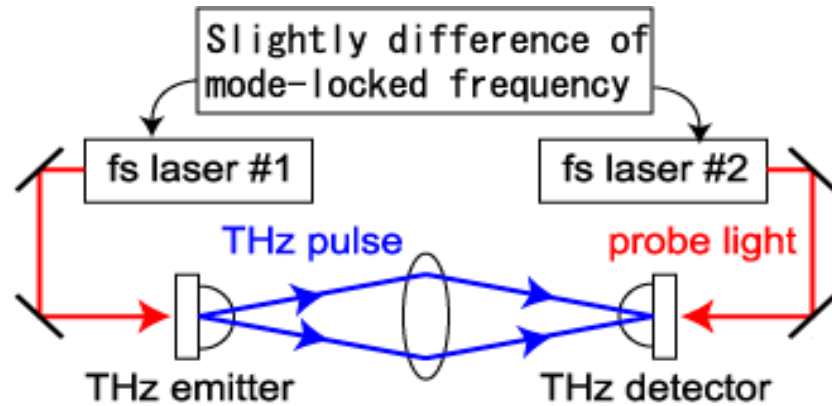 Slightly difference of
mode-locked frequency
fs laser #1
fs laser #2
THz pulse
probe light
THz emitter
THz detector